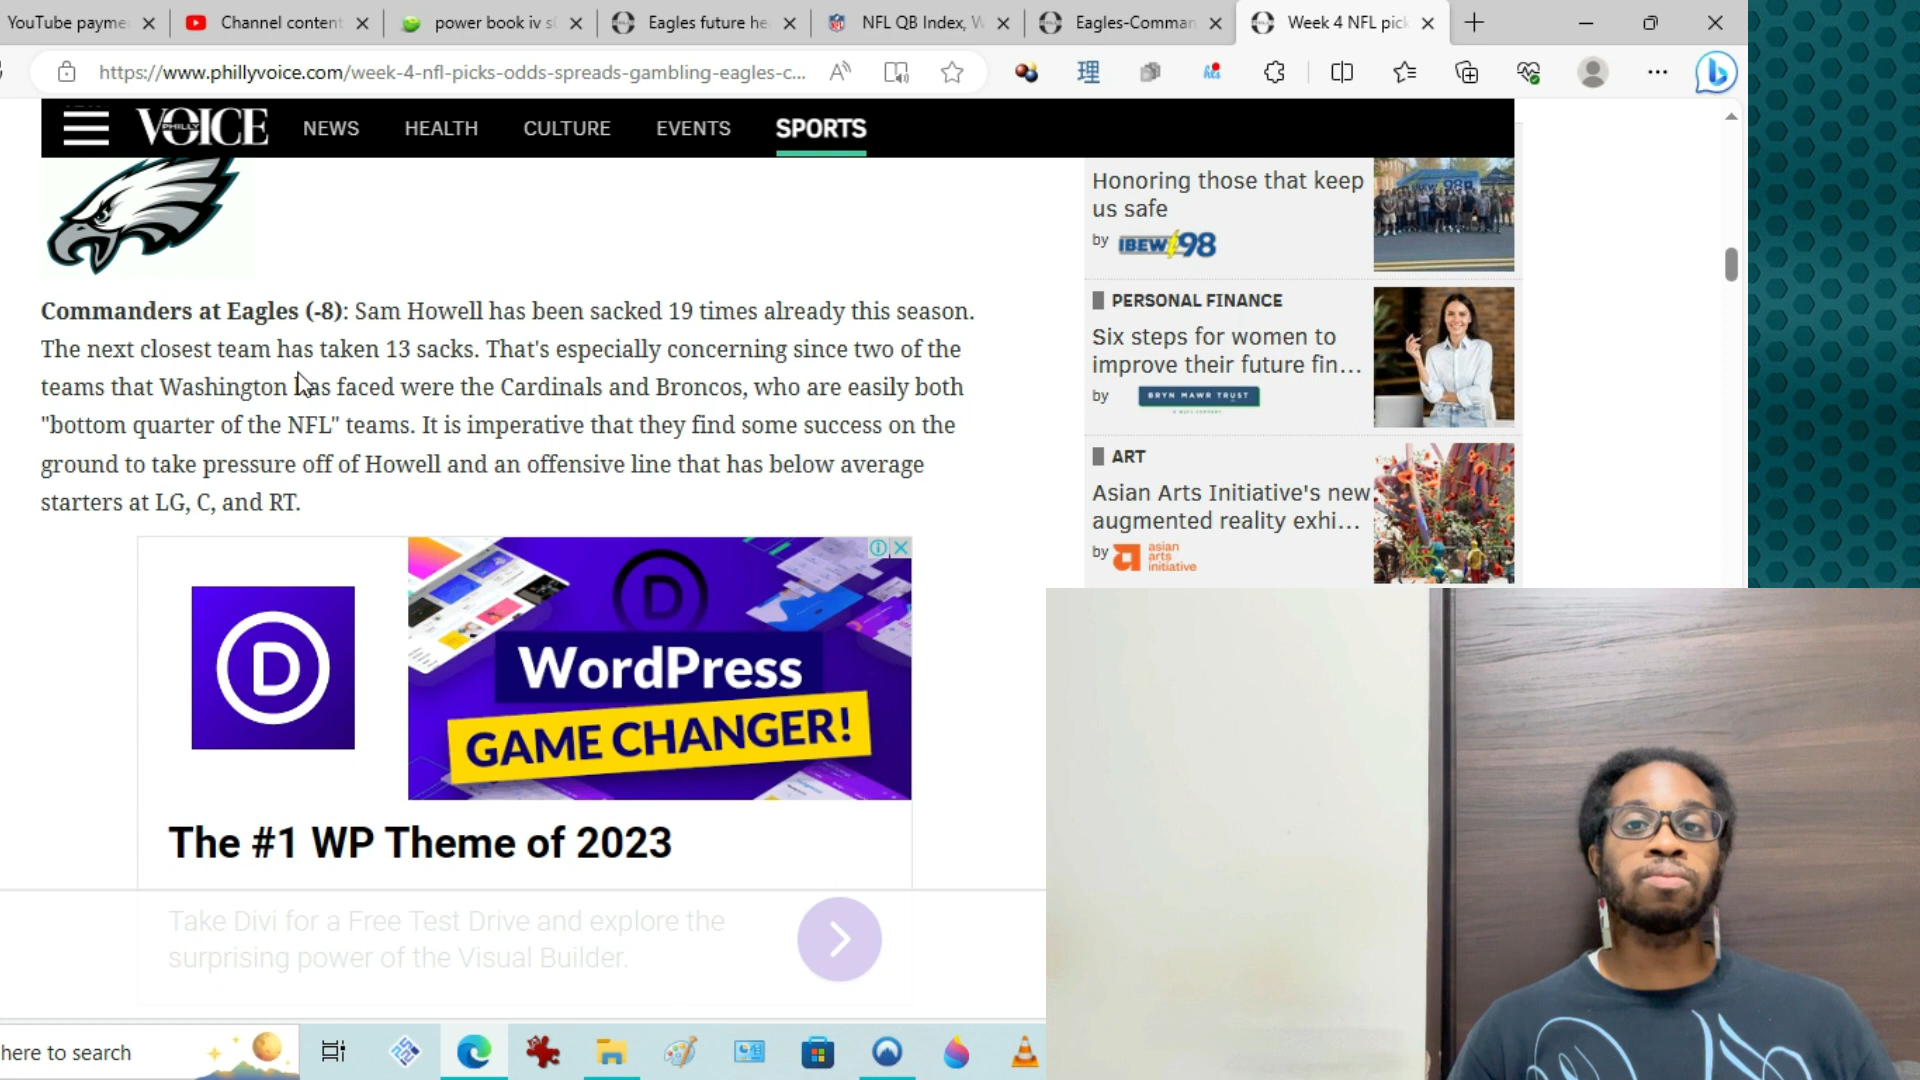 YouTube payme
Channel content
power book iv s
Eagles future he
NFL QB Index, W
Eagles-Comman
Week 4 NFL pic
https://www.phillyvoice.com/week-4-nfl-picks-odds-spreads-gambling-eagles-c...
A
理
hls
b
PHILLY
VOICE
NEWS
HEALTH
CULTURE
EVENTS
SPORTS
Commanders at Eagles (-8): Sam Howell has been sacked 19 times already this season.
The next closest team has taken 13 sacks. That's especially concerning since two of the
teams that Washington has faced were the Cardinals and Broncos, who are easily both
"bottom quarter of the NFL" teams. It is imperative that they find some success on the
ground to take pressure off of Howell and an offensive line that has below average
starters at LG, C, and RT.
Honoring those that keep
us safe
by IBEW 98
PERSONAL FINANCE
Six steps for women to
improve their future fin...
by BRYN MAWR TRUST
ART
Asian Arts Initiative's new
augmented reality exhi...
by asian
arts
initiative
D
D
WordPress
GAME CHANGER!
The #1 WP Theme of 2023
Take Divi for a Free Test Drive and explore the
surprising power of the Visual Builder.
here to search